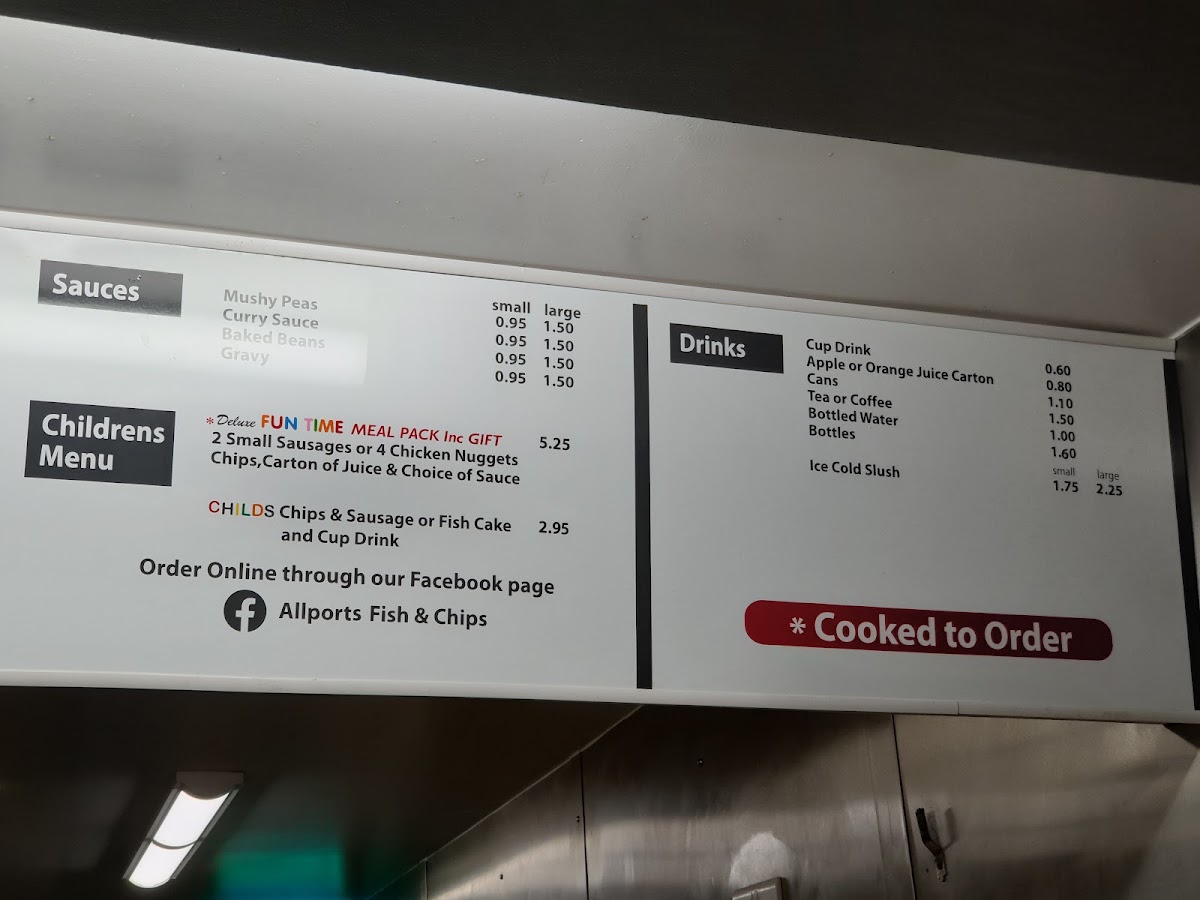 Sauces
small large
Mushy Peas 0.95 1.50
Curry Sauce 0.95 1.50
Baked Beans 0.95 1.50
Gravy 0.95 1.50
Childrens
Menu
*Deluxe FUN TIME MEAL PACK Inc GIFT 5.25
2 Small Sausages or 4 Chicken Nuggets
Chips,Carton of Juice & Choice of Sauce
CHILDS Chips & Sausage or Fish Cake 2.95
and Cup Drink
Order Online through our Facebook page
f Allports Fish & Chips
Drinks
Cup Drink 0.60
Apple or Orange Juice Carton 0.80
Cans 1.10
Tea or Coffee 1.50
Bottled Water 1.00
Bottles 1.60
small large
Ice Cold Slush 1.75 2.25
* Cooked to Order